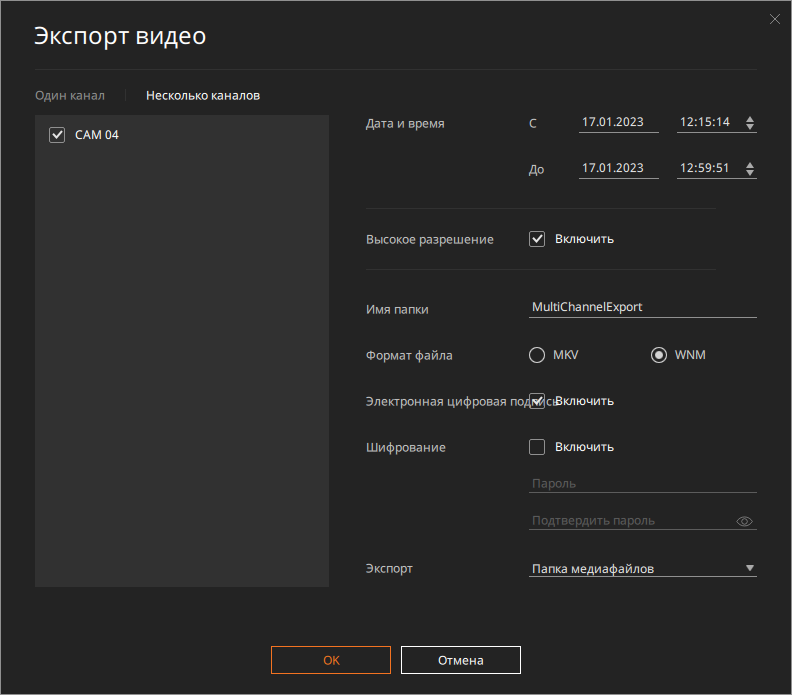 Экспорт видео
Один канал
Несколько каналов
CAM 04
Дата и время
С
17.01.2023
12:15:14
До
17.01.2023
12:59:51
Высокое разрешение
Включить
Имя папки
MultiChannelExport
Формат файла
MKV
WNM
Электронная цифровая подпись
Включить
Шифрование
Включить
Пароль
Подтвердить пароль
Экспорт
Папка медиафайлов
OK
Отмена